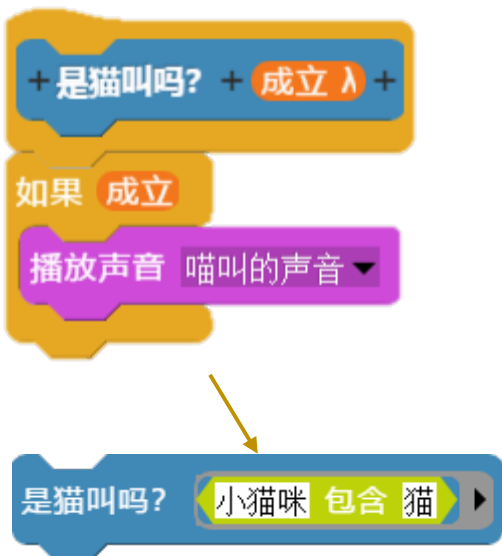 + 是猫叫吗? + 成立 λ +
如果 成立
播放声音 喵叫的声音
是猫叫吗? 小猫咪 包含 猫